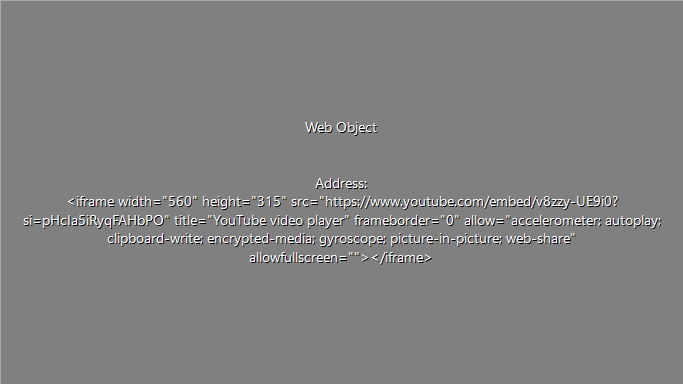 Web Object
Address:
<iframe width="560" height="315" src="https://www.youtube.com/embed/v8zzy-UE9i0?
si=pHcIa5iRyqFAHbPO" title="YouTube video player" frameborder="0" allow="accelerometer; autoplay;
clipboard-write; encrypted-media; gyroscope; picture-in-picture; web-share"
allowfullscreen=""></iframe>